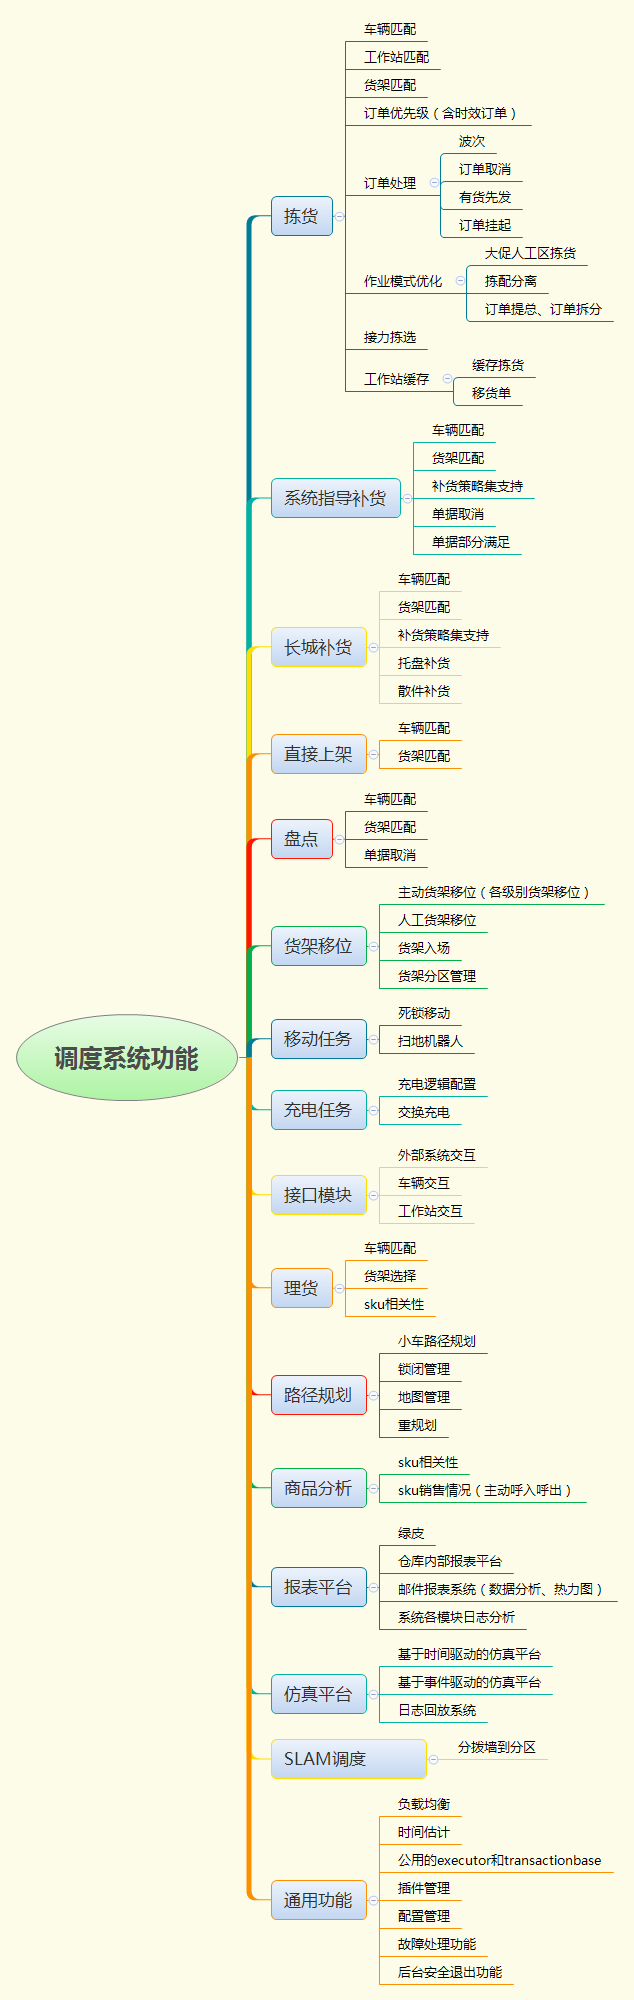 调度系统功能
拣货
车辆匹配
工作站匹配
货架匹配
订单优先级（含时效订单）
订单处理
波次
订单取消
有货先发
订单挂起
作业模式优化
大促人工区拣货
拣配分离
订单提总、订单拆分
接力拣选
工作站缓存
缓存拣货
移货单
系统指导补货
车辆匹配
货架匹配
补货策略集支持
单据取消
单据部分满足
长城补货
车辆匹配
货架匹配
补货策略集支持
托盘补货
散件补货
直接上架
车辆匹配
货架匹配
盘点
车辆匹配
货架匹配
单据取消
货架移位
主动货架移位（各级别货架移位）
人工货架移位
货架入场
货架分区管理
移动任务
死锁移动
扫地机器人
充电任务
充电逻辑配置
交换充电
接口模块
外部系统交互
车辆交互
工作站交互
理货
车辆匹配
货架选择
sku相关性
路径规划
小车路径规划
锁闭管理
地图管理
重规划
商品分析
sku相关性
sku销售情况（主动呼入呼出）
报表平台
绿皮
仓库内部报表平台
邮件报表系统（数据分析、热力图）
系统各模块日志分析
仿真平台
基于时间驱动的仿真平台
基于事件驱动的仿真平台
日志回放系统
SLAM调度
分拨墙到分区
通用功能
负载均衡
时间估计
公用的executor和transactionbase
插件管理
配置管理
故障处理功能
后台安全退出功能